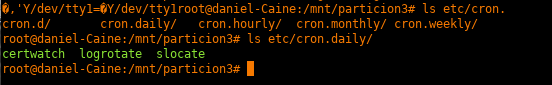 �,'Y/dev/tty1=�Y/dev/tty1root@daniel-Caine:/mnt/particion3# ls etc/cron.
cron.d/ cron.daily/ cron.hourly/ cron.monthly/ cron.weekly/
root@daniel-Caine:/mnt/particion3# ls etc/cron.daily/
certwatch logrotate slocate
root@daniel-Caine:/mnt/particion3#